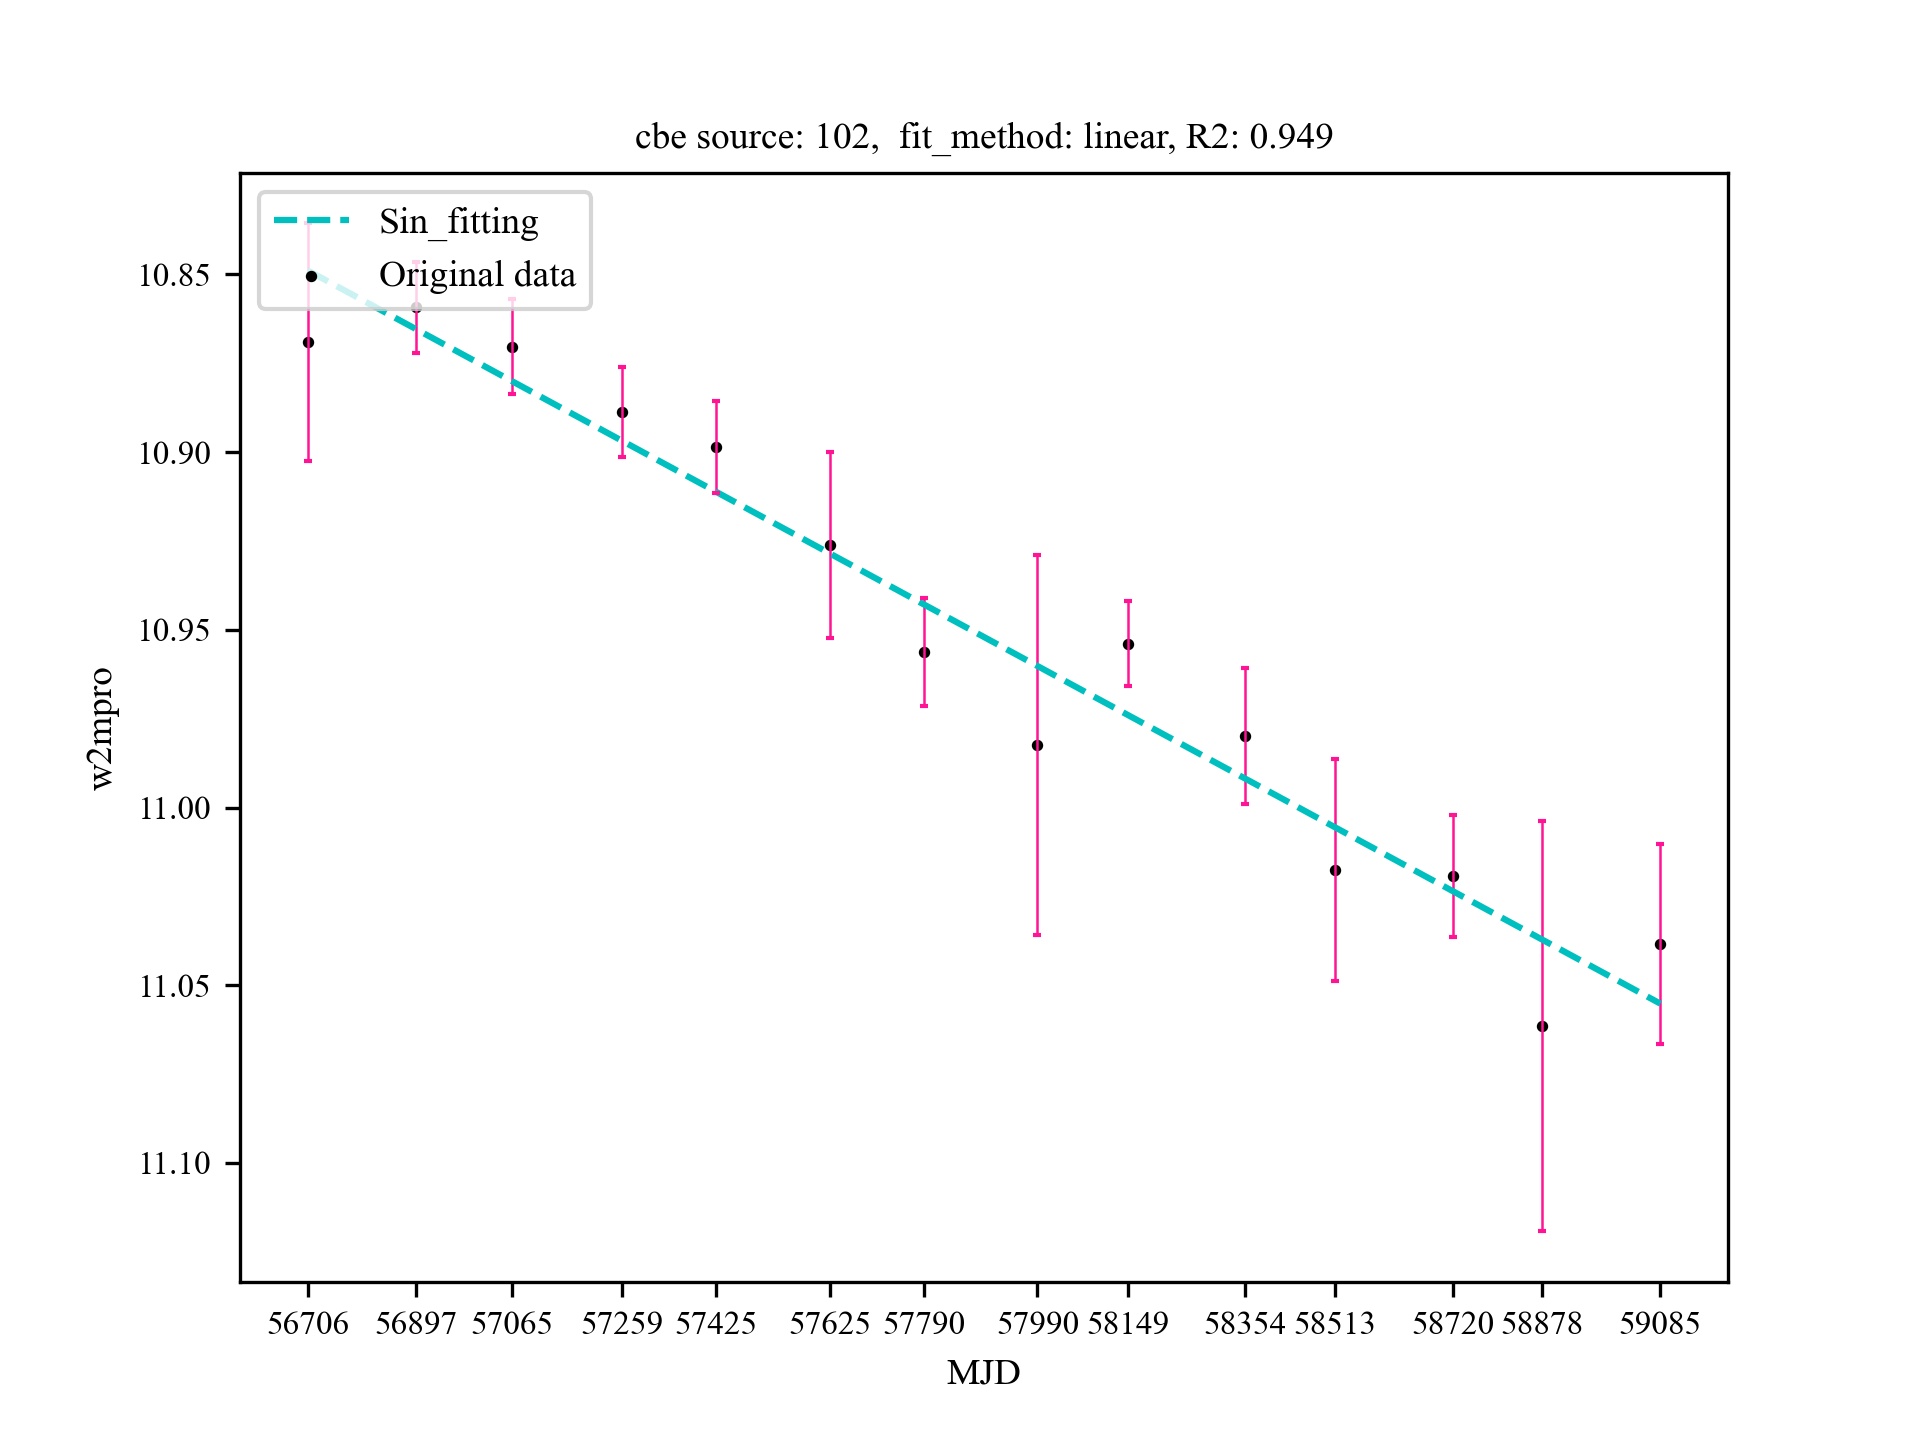 cbe source: 102,  fit_method: linear, R2: 0.949
Sin_fitting
Original data
10.85
10.90
10.95
11.00
11.05
11.10
w2mpro
56706 56897 57065 57259 57425 57625 57790 57990 58149 58354 58513 58720 58878 59085
MJD